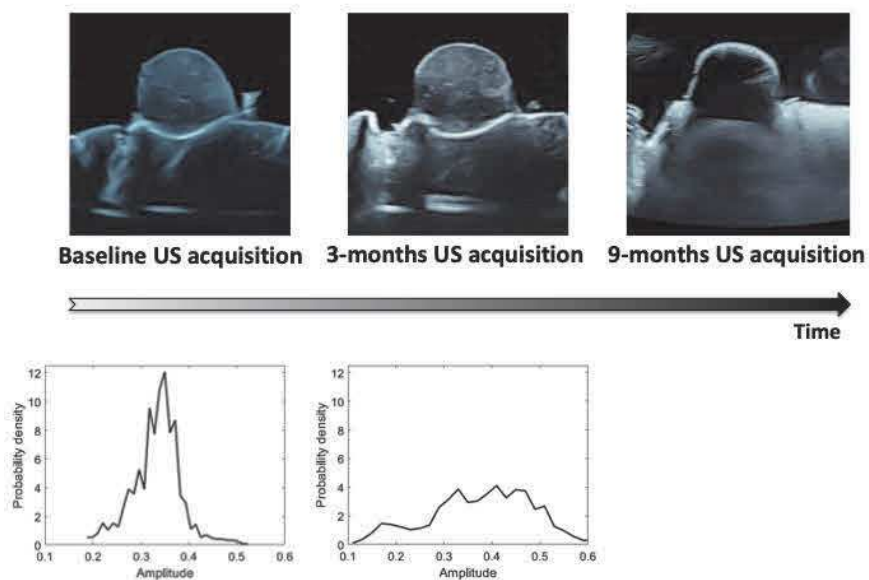 Baseline US acquisition
3-months US acquisition
9-months US acquisition
Time
12
10
8
6
4
2
0
Probability density
0.1 0.2 0.3 0.4 0.5 0.6
Amplitude
12
10
8
6
4
2
0
Probability density
0.1 0.2 0.3 0.4 0.5 0.6
Amplitude